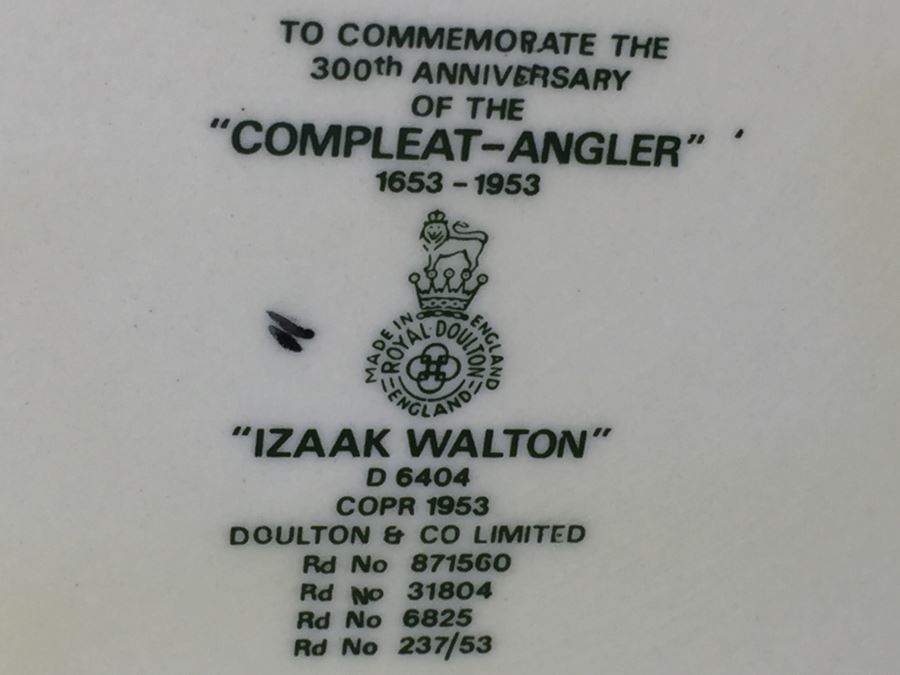 TO COMMEMORATE THE
300th ANNIVERSARY
OF THE
"COMPLEAT-ANGLER"
1653 - 1953
MADE IN ENGLAND
ROYAL·DOULTON
ENGLAND
"IZAAK WALTON"
D 6404
COPR 1953
DOULTON & CO LIMITED
Rd No 871560
Rd No 31804
Rd No 6825
Rd No 237/53